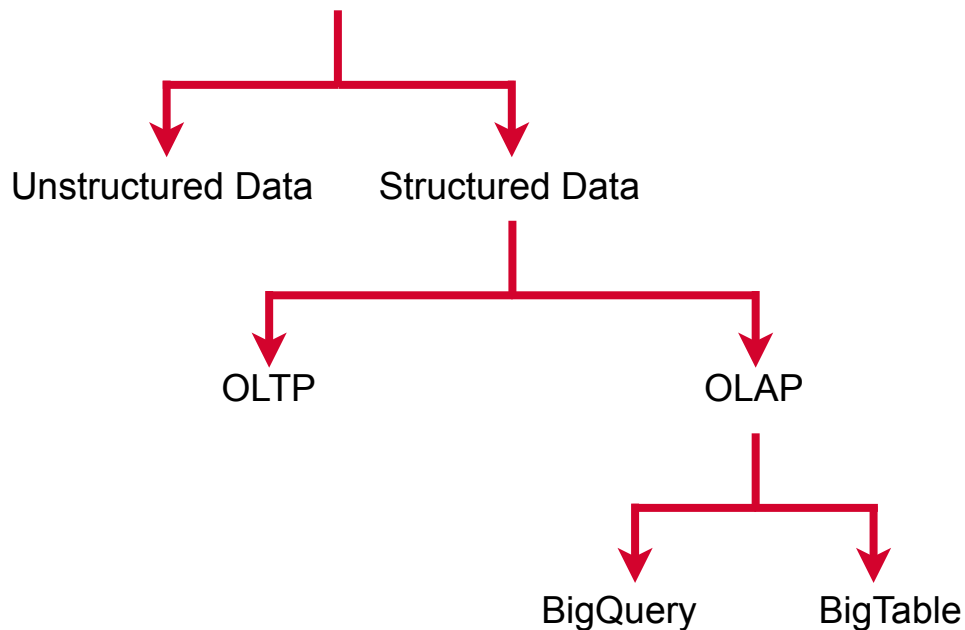 Unstructured Data
Structured Data
OLTP
OLAP
BigQuery
BigTable